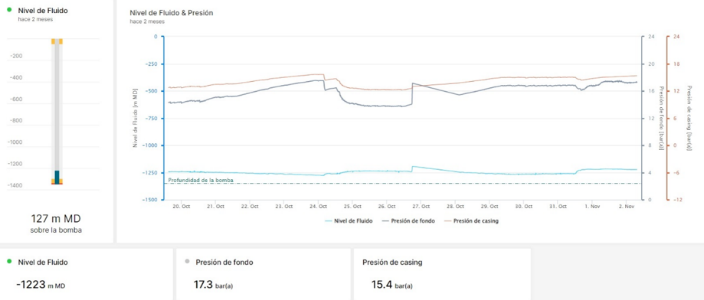 Nivel de Fluido
hace 2 meses
-200
-400
-600
-800
-1000
-1200
-1400
127 m MD
sobre la bomba
Nivel de Fluido & Presión
hace 2 meses
0
-250
-500
-750
-1000
-1250
-1500
Nivel de Fluido [m MD]
Profundidad de la bomba
20. Oct
21. Oct
22. Oct
23. Oct
24. Oct
25. Oct
26. Oct
27. Oct
28. Oct
29. Oct
30. Oct
31. Oct
1. Nov
2. Nov
24
20
16
12
8
4
0
Presión de fondo [bar(a)]
24
18
12
6
0
-6
-12
Presión de casing [bar(a)]
Nivel de Fluido
Presión de fondo
Presión de casing
Nivel de Fluido
-1223 m MD
Presión de fondo
17.3 bar(a)
Presión de casing
15.4 bar(a)